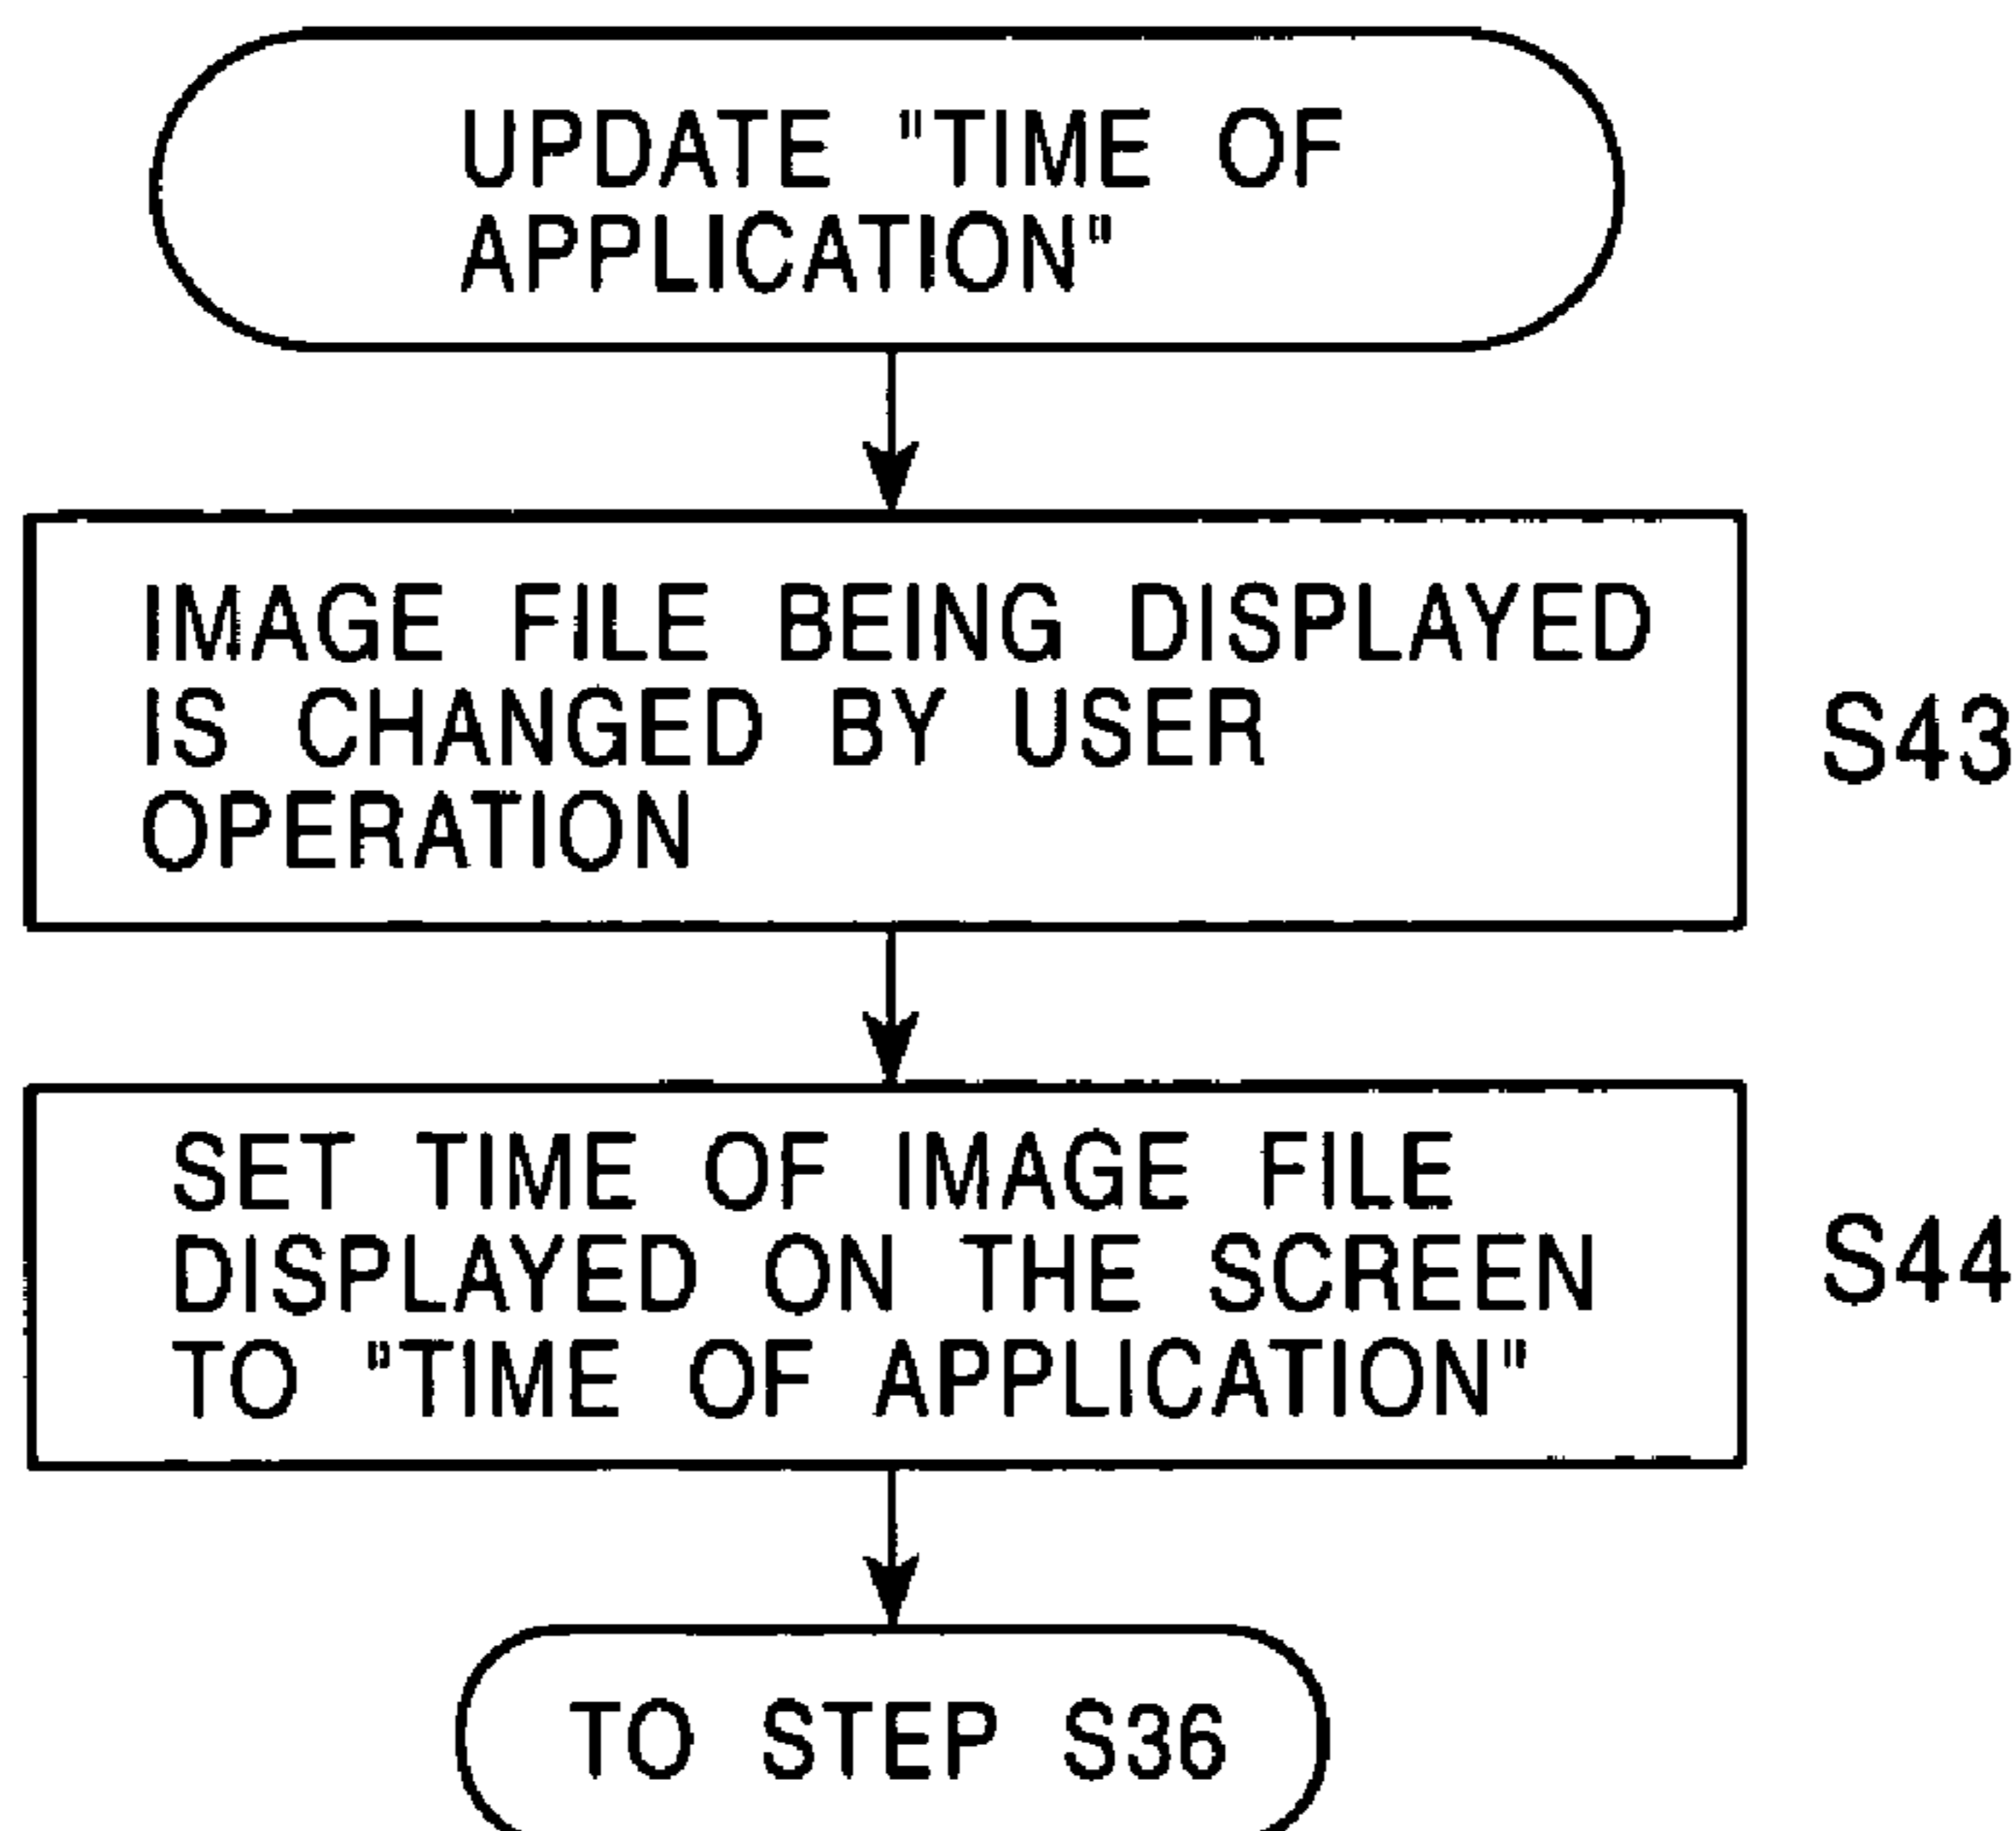 UPDATE "TIME OF
APPLICATION"
IMAGE FILE BEING DISPLAYED
IS CHANGED BY USER
OPERATION
S43
SET TIME OF IMAGE FILE
DISPLAYED ON THE SCREEN
TO "TIME OF APPLICATION"
S44
TO STEP S36